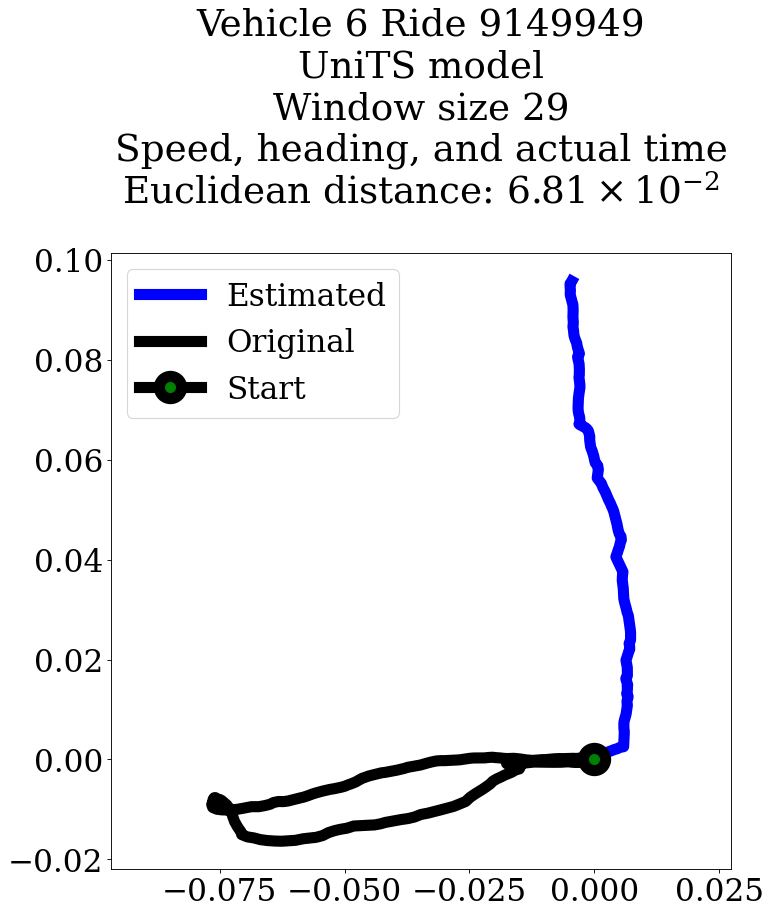 Vehicle 6 Ride 9149949
UniTS model
Window size 29
Speed, heading, and actual time
Euclidean distance: 6.81 × 10⁻²
0.10
0.08
0.06
0.04
0.02
0.00
−0.02
Estimated
Original
Start
−0.075
−0.050
−0.025
0.000
0.025